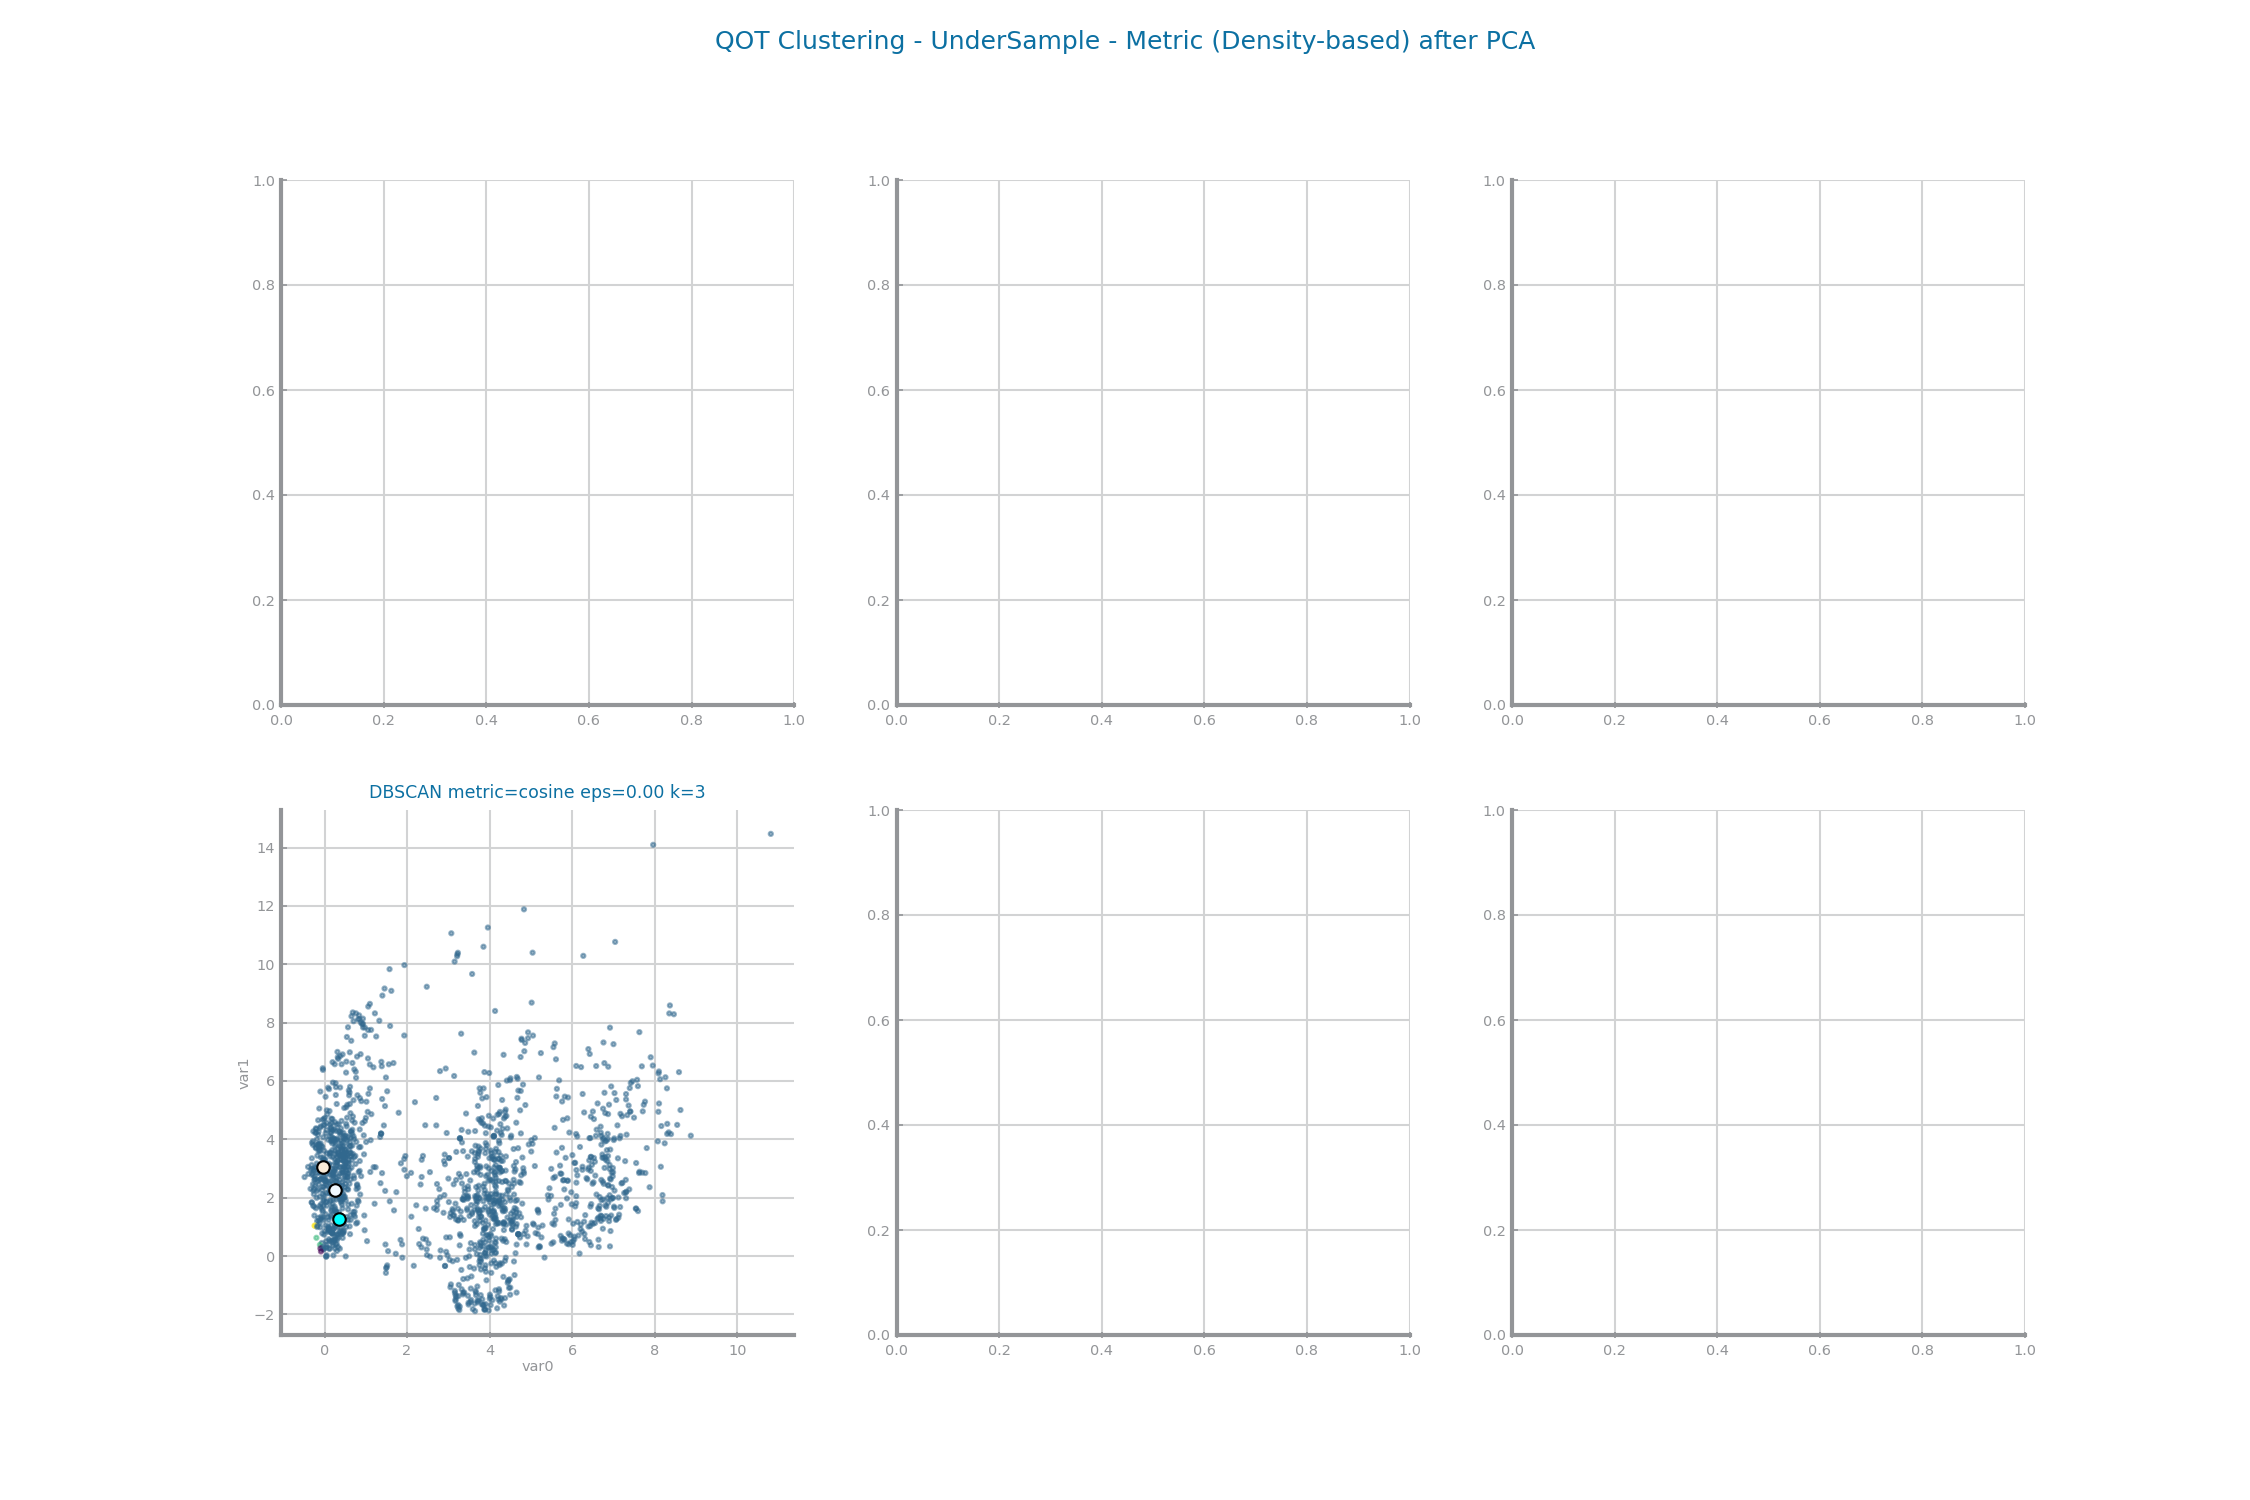 QOT Clustering - UnderSample - Metric (Density-based) after PCA
1.0 1.0 1.0
0.8 0.8 0.8
0.6 0.6 0.6
0.4 0.4 0.4
0.2 0.2 0.2
0.0 0.0 0.0
0.0 0.2 0.4 0.6 0.8 1.0 0.0 0.2 0.4 0.6 0.8 1.0 0.0 0.2 0.4 0.6 0.8 1.0
DBSCAN metric=cosine eps=0.00 k=3
14
12
10
8
6
4
2
0
−2
var1
0 2 4 6 8 10
var0
1.0
0.8
0.6
0.4
0.2
0.0
0.0 0.2 0.4 0.6 0.8 1.0
1.0
0.8
0.6
0.4
0.2
0.0
0.0 0.2 0.4 0.6 0.8 1.0